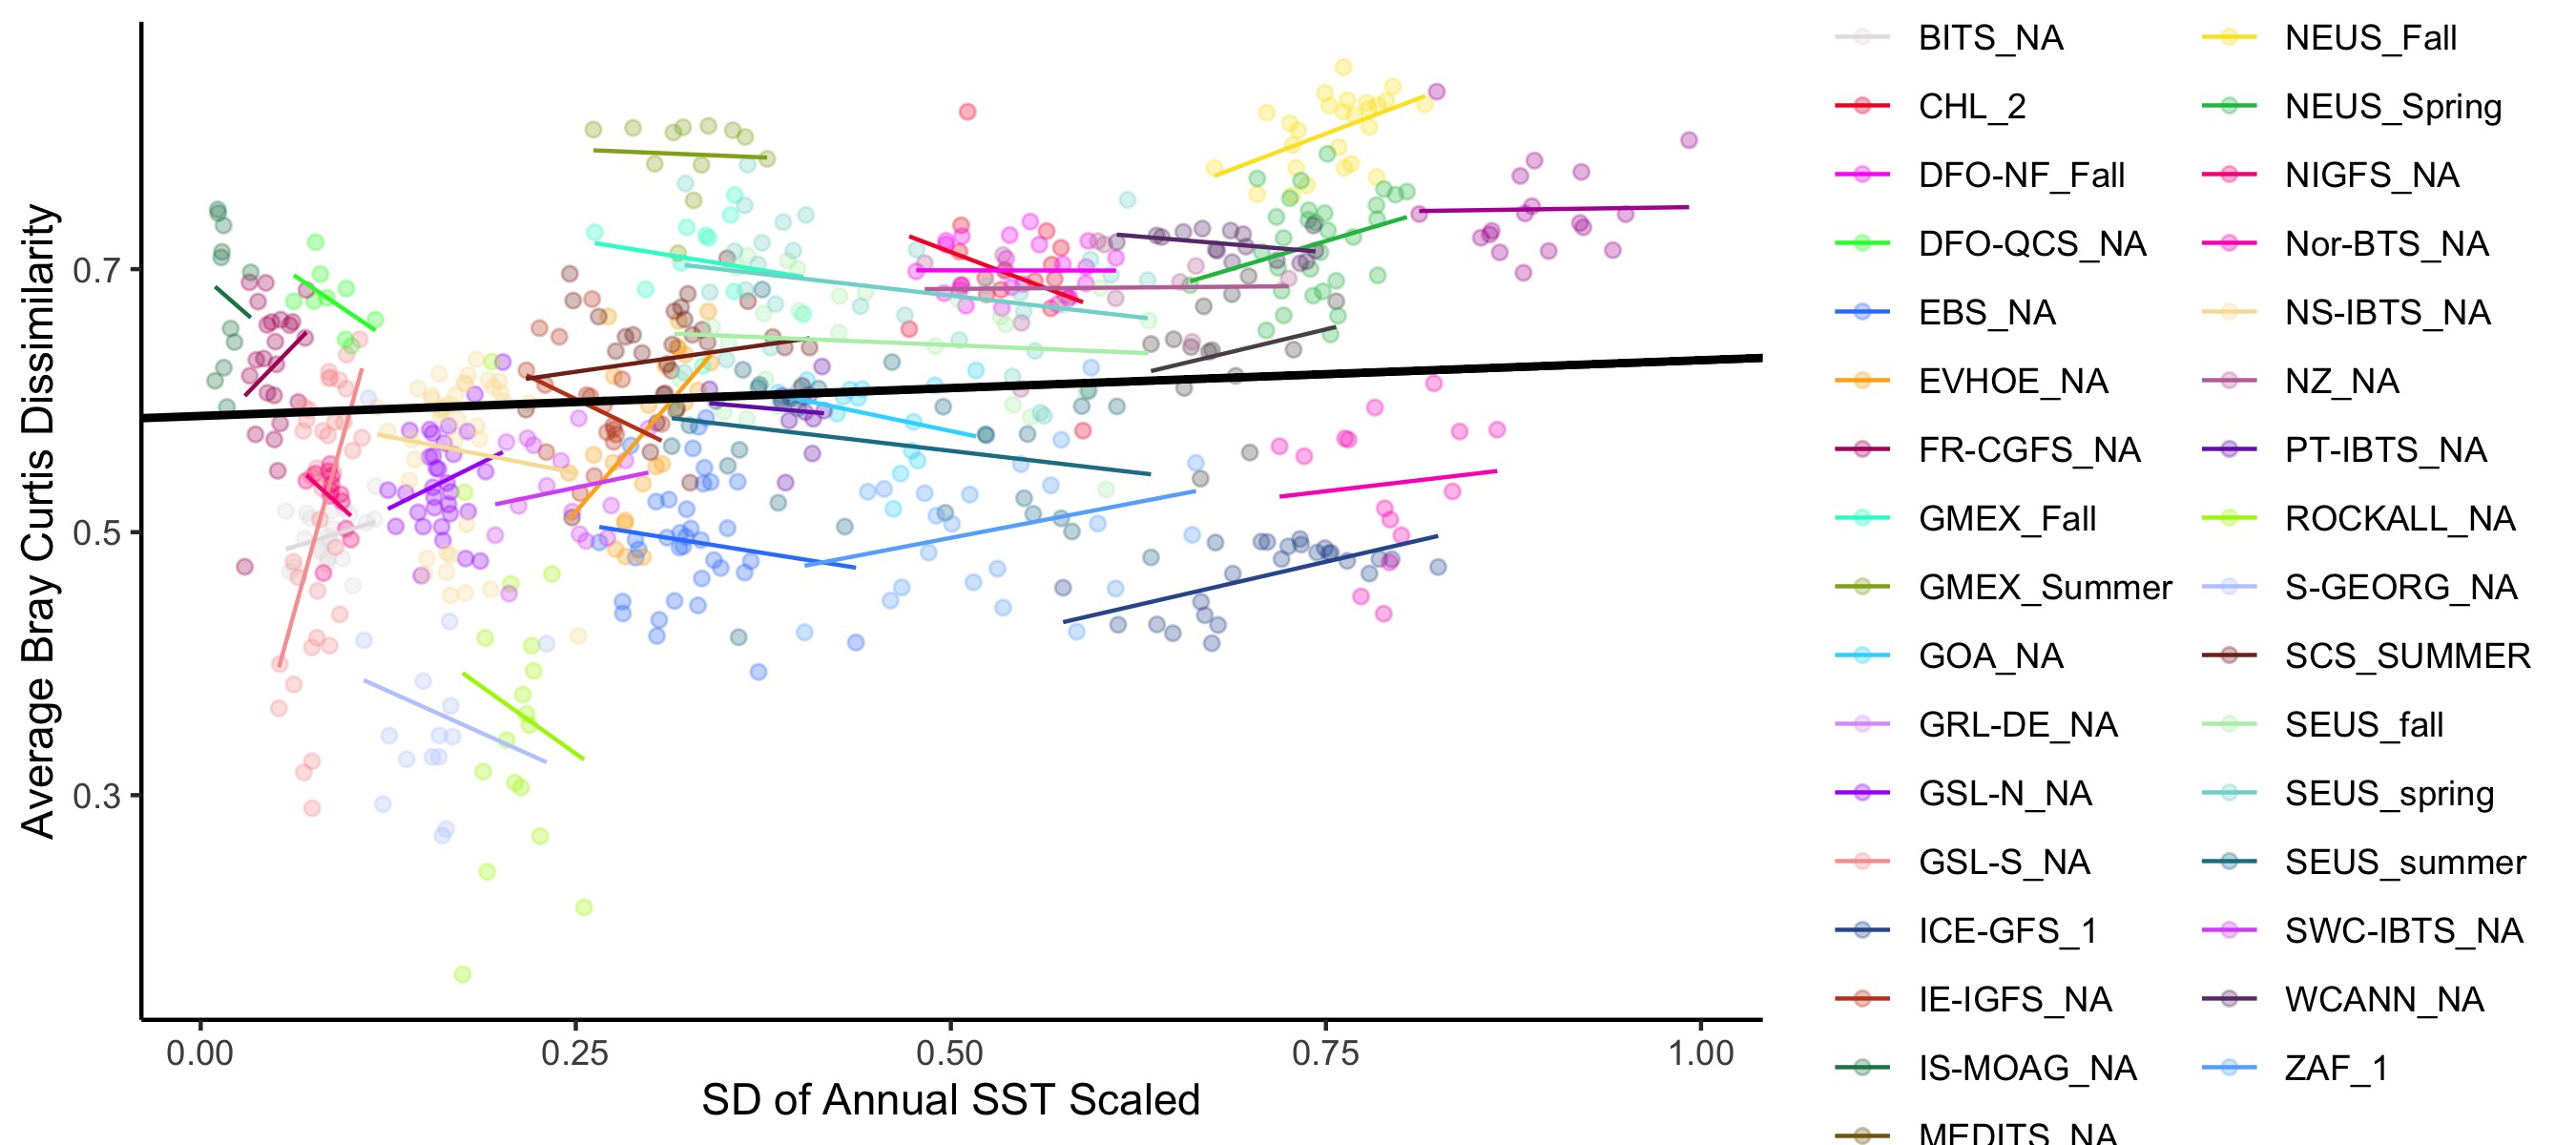 Average Bray Curtis Dissimilarity
0.7
0.5
0.3
0.00
0.25
0.50
0.75
1.00
SD of Annual SST Scaled
BITS_NA
CHL_2
DFO-NF_Fall
DFO-QCS_NA
EBS_NA
EVHOE_NA
FR-CGFS_NA
GMEX_Fall
GMEX_Summer
GOA_NA
GRL-DE_NA
GSL-N_NA
GSL-S_NA
ICE-GFS_1
IE-IGFS_NA
IS-MOAG_NA
MEDITS_NA
NEUS_Fall
NEUS_Spring
NIGFS_NA
Nor-BTS_NA
NS-IBTS_NA
NZ_NA
PT-IBTS_NA
ROCKALL_NA
S-GEORG_NA
SCS_SUMMER
SEUS_fall
SEUS_spring
SEUS_summer
SWC-IBTS_NA
WCANN_NA
ZAF_1